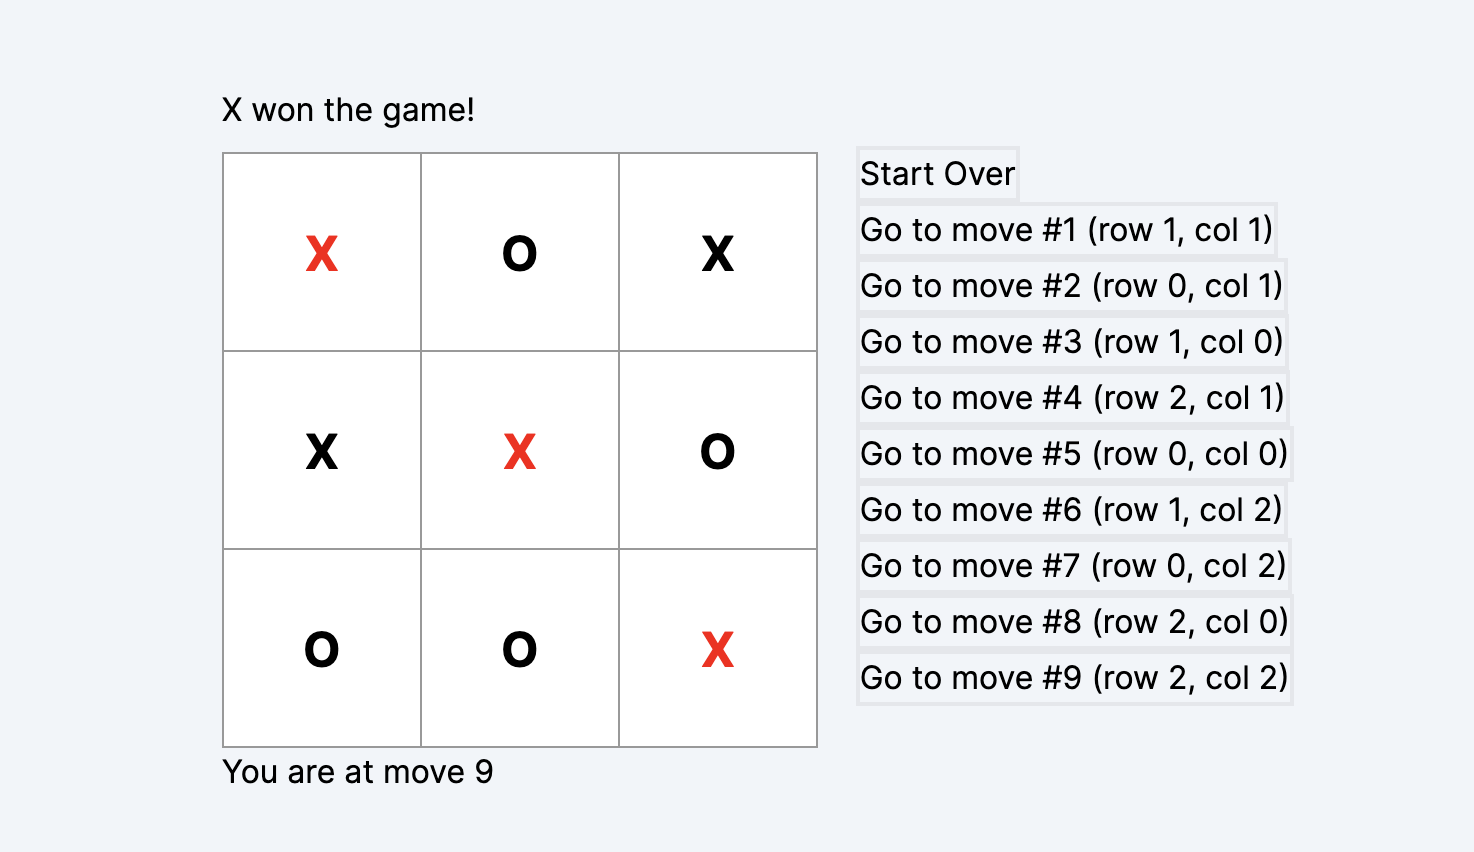 X won the game!
X O X
X X O
O O X
You are at move 9
Start Over
Go to move #1 (row 1, col 1)
Go to move #2 (row 0, col 1)
Go to move #3 (row 1, col 0)
Go to move #4 (row 2, col 1)
Go to move #5 (row 0, col 0)
Go to move #6 (row 1, col 2)
Go to move #7 (row 0, col 2)
Go to move #8 (row 2, col 0)
Go to move #9 (row 2, col 2)